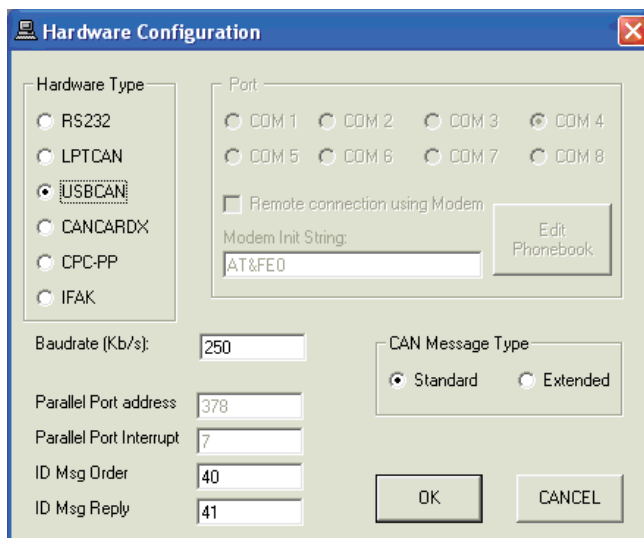 Hardware Configuration
Hardware Type
RS232
LPTCAN
USBCAN
CANCARDX
CPC-PP
IFAK
Port
COM 1 COM 2 COM 3 COM 4
COM 5 COM 6 COM 7 COM 8
Remote connection using Modem
Modem Init String:
AT&FE0
Edit
Phonebook
Baudrate (Kb/s): 250
CAN Message Type
Standard Extended
Parallel Port address 378
Parallel Port Interrupt 7
ID Msg Order 40
ID Msg Reply 41
OK CANCEL